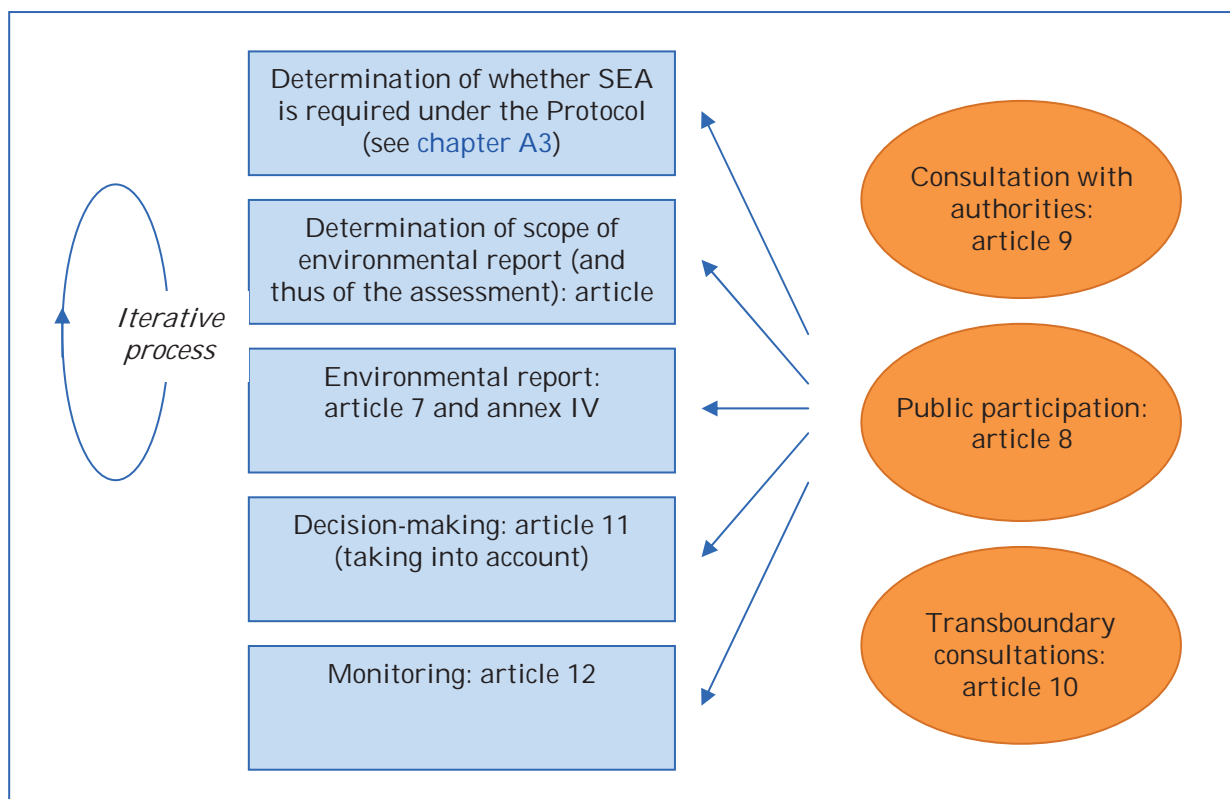 Determination of whether SEA
is required under the Protocol
(see chapter A3)
Determination of scope of
environmental report (and
thus of the assessment): article
Iterative
process
Environmental report:
article 7 and annex IV
Decision-making: article 11
(taking into account)
Monitoring: article 12
Consultation with
authorities:
article 9
Public participation:
article 8
Transboundary
consultations:
article 10